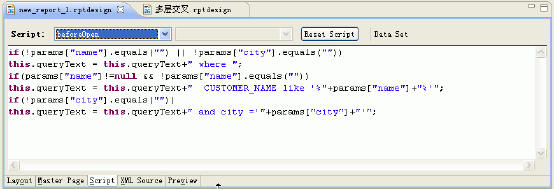 new_report_1.rptdesign
多层交叉.rptdesign
Script: beforeOpen Reset Script Data Set
if(!params["name"].equals("") || !params["city"].equals(""))
this.queryText = this.queryText+" where ";
if(params["name"]!=null && !params["name"].equals(""))
this.queryText = this.queryText+"  CUSTOMER_NAME like '%"+params["name"]+"%'";
if(!params["city"].equals(""))
this.queryText = this.queryText+" and city ='"+params["city"]+"'";
Layout Master Page Script XML Source Preview